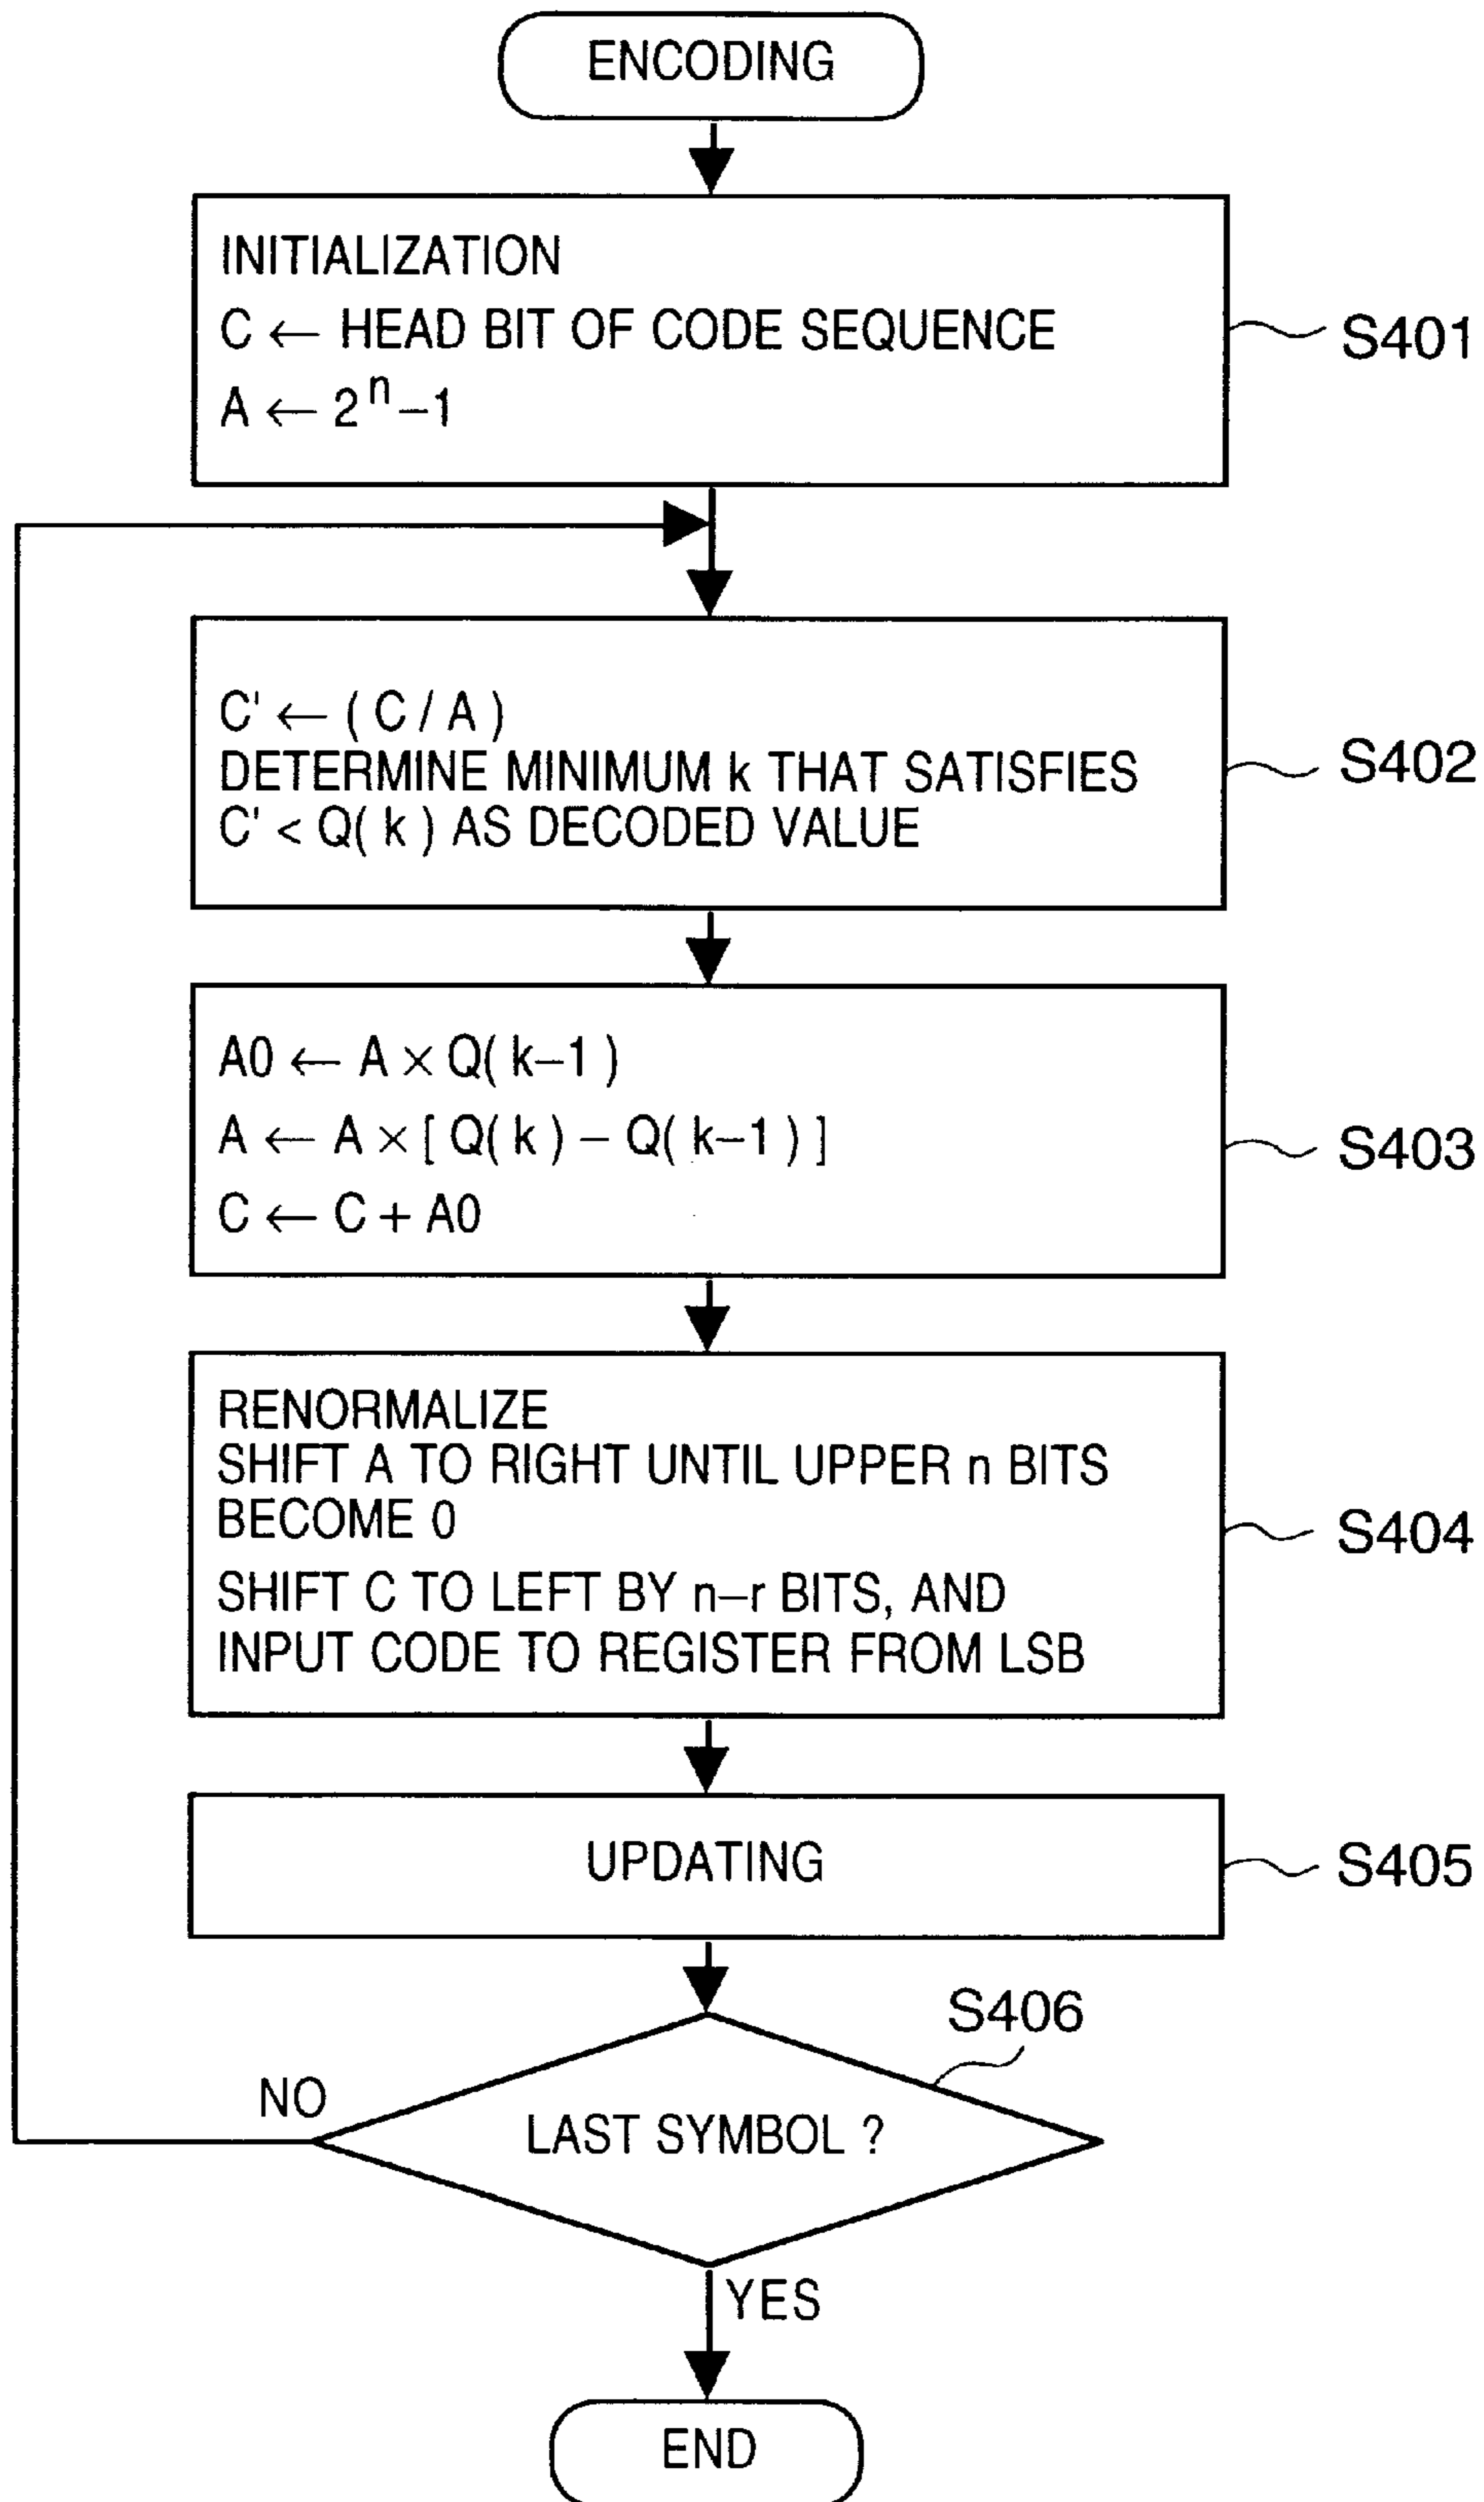 ENCODING
INITIALIZATION
C ← HEAD BIT OF CODE SEQUENCE
A ← 2ⁿ–1
S401
C' ← ( C / A )
DETERMINE MINIMUM k THAT SATISFIES
C' < Q( k ) AS DECODED VALUE
S402
A0 ← A × Q( k–1 )
A ← A × [ Q( k ) – Q( k–1 ) ]
C ← C + A0
S403
RENORMALIZE
SHIFT A TO RIGHT UNTIL UPPER n BITS
BECOME 0
SHIFT C TO LEFT BY n–r BITS, AND
INPUT CODE TO REGISTER FROM LSB
S404
UPDATING
S405
S406
NO
LAST SYMBOL ?
YES
END